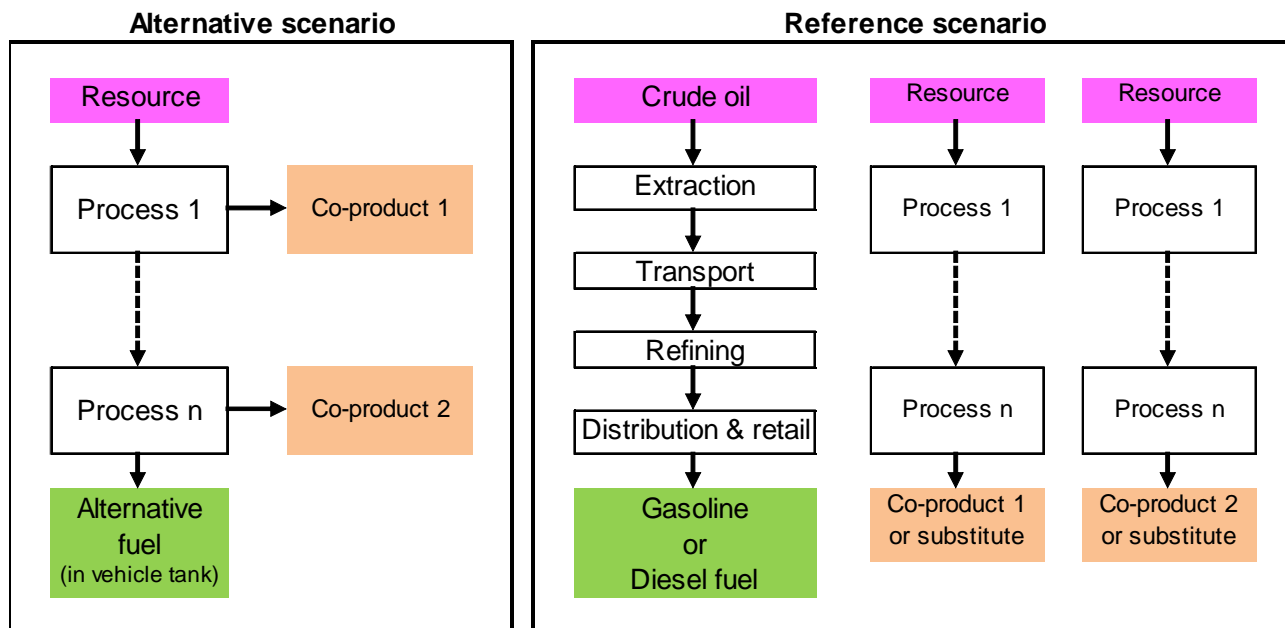 Alternative scenario
Resource
Process 1
Co-product 1
Process n
Co-product 2
Alternative
fuel
(in vehicle tank)
Reference scenario
Crude oil
Extraction
Transport
Refining
Distribution & retail
Gasoline
or
Diesel fuel
Resource
Process 1
Process n
Co-product 1
or substitute
Resource
Process 1
Process n
Co-product 2
or substitute